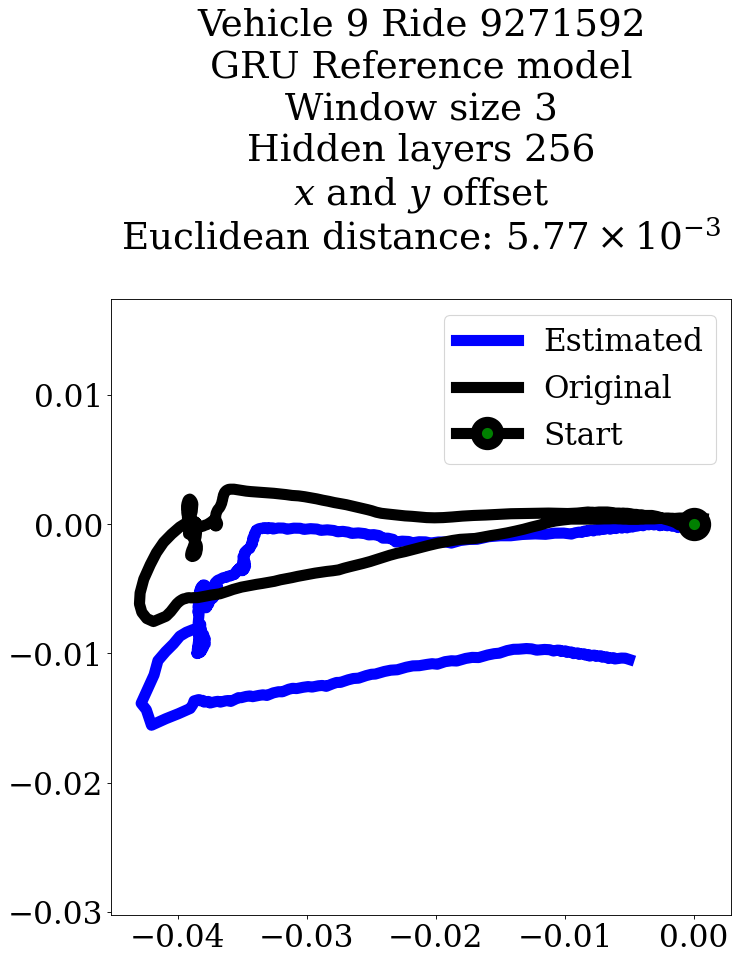 Vehicle 9 Ride 9271592
GRU Reference model
Window size 3
Hidden layers 256
x and y offset
Euclidean distance: 5.77 × 10⁻³
Estimated
Original
Start
0.01
0.00
−0.01
−0.02
−0.03
−0.04 −0.03 −0.02 −0.01 0.00